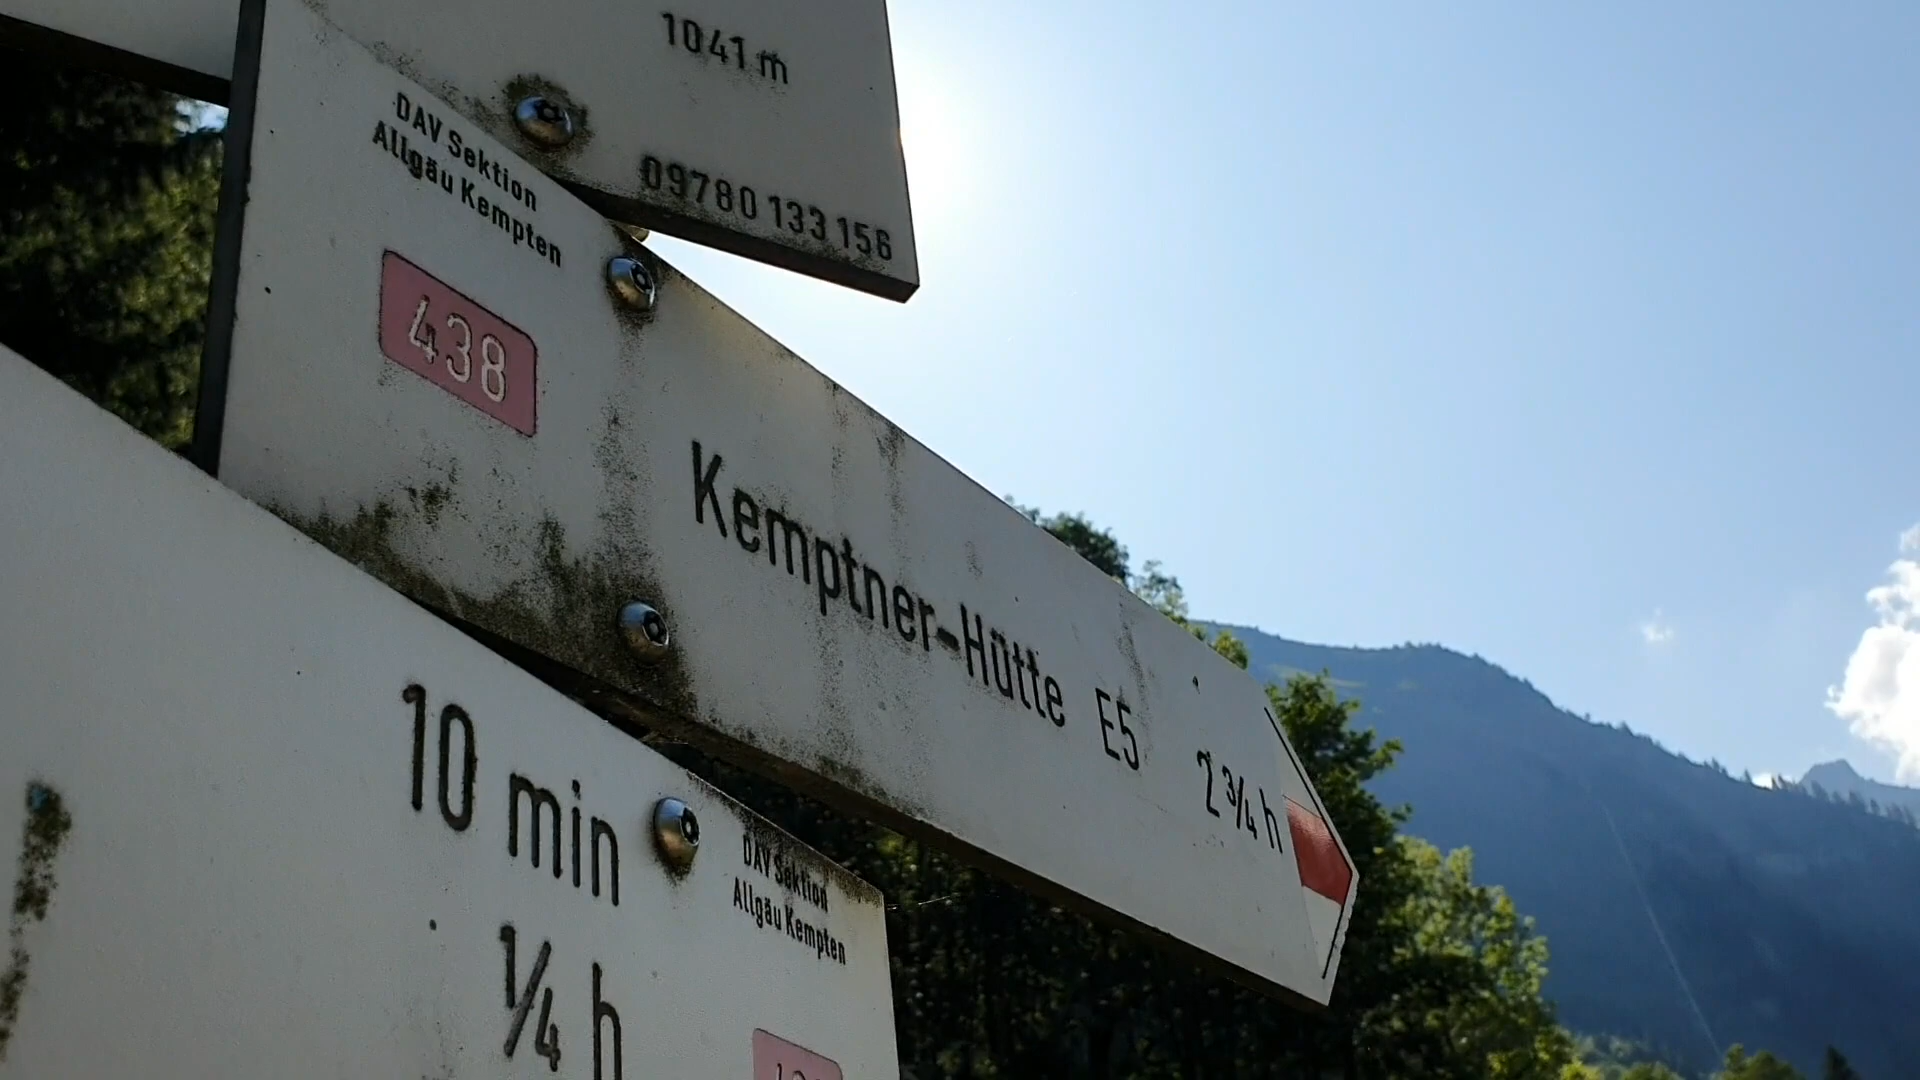 1041 m
09780 133 156
DAV Sektion
Allgäu Kempten
438
Kemptner-Hütte E5 2 ¾ h
10 min
¼ h
DAV Sektion
Allgäu Kempten